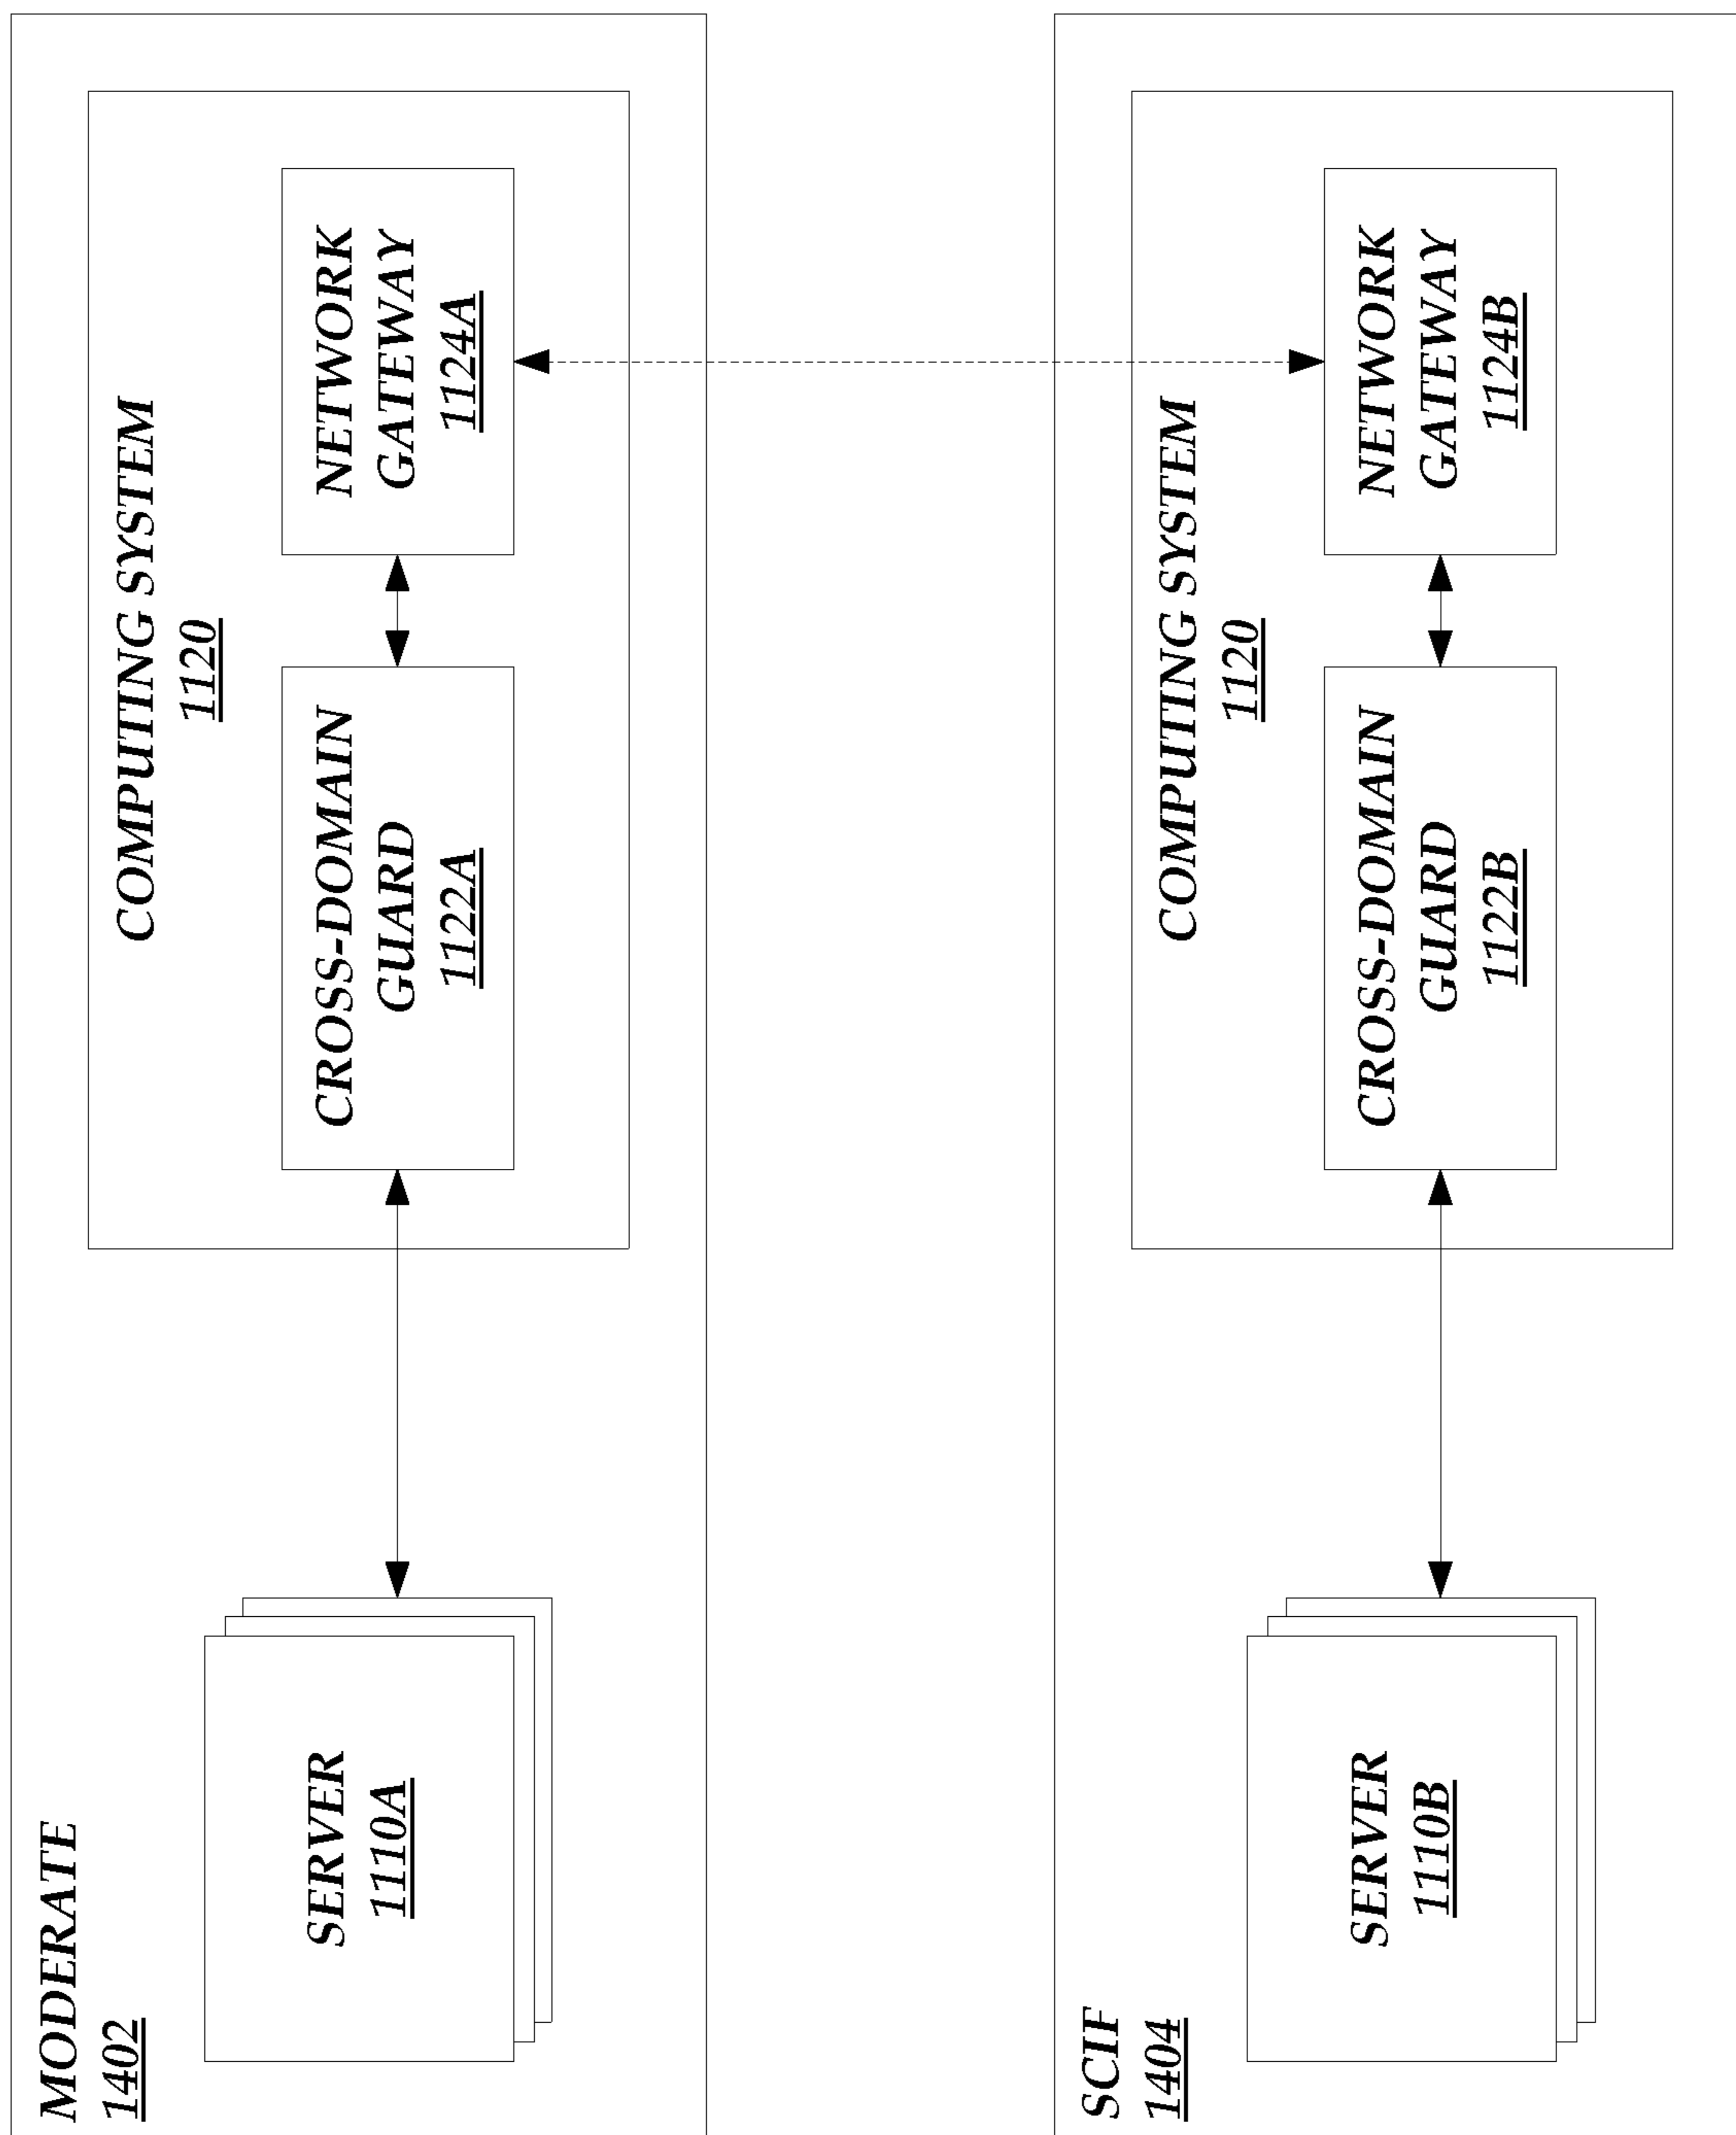 MODERATE
1402
SERVER
1110A
COMPUTING SYSTEM
1120
CROSS-DOMAIN
GUARD
1122A
NETWORK
GATEWAY
1124A
SCIF
1404
SERVER
1110B
COMPUTING SYSTEM
1120
CROSS-DOMAIN
GUARD
1122B
NETWORK
GATEWAY
1124B